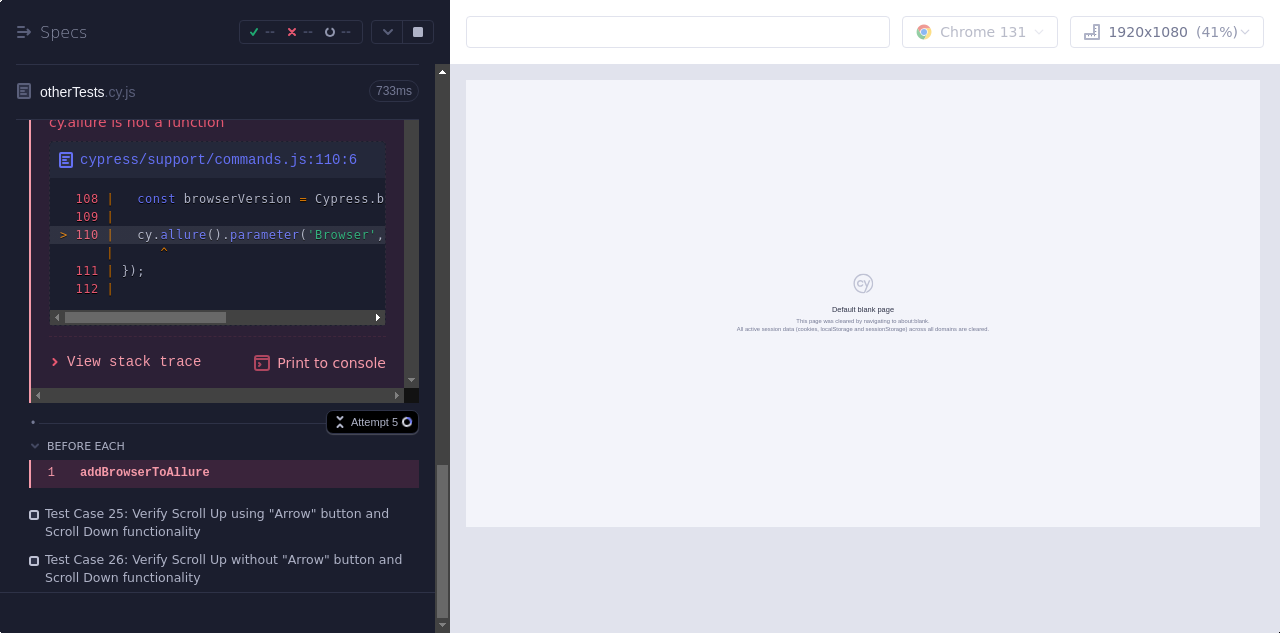 Specs
-- -- --
otherTests.cy.js
733ms
cy.allure is not a function
cypress/support/commands.js:110:6
108 |   const browserVersion = Cypress.b
109 |
> 110 |   cy.allure().parameter('Browser',
|      ^
111 | });
112 |
View stack trace
Print to console
Attempt 5
BEFORE EACH
1 addBrowserToAllure
Test Case 25: Verify Scroll Up using "Arrow" button and
Scroll Down functionality
Test Case 26: Verify Scroll Up without "Arrow" button and
Scroll Down functionality
Chrome 131
1920x1080 (41%)
cy
Default blank page
This page was cleared by navigating to about:blank.
All active session data (cookies, localStorage and sessionStorage) across all domains are cleared.